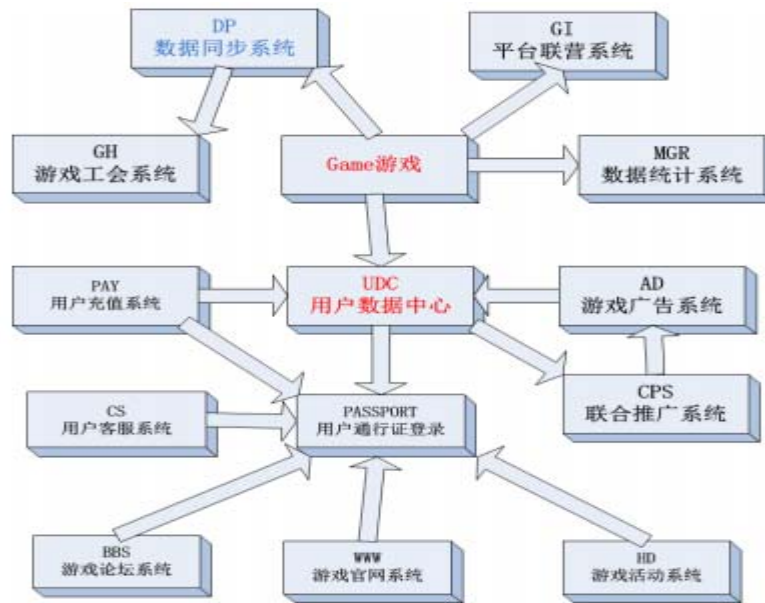 DP
数据同步系统
GI
平台联营系统
GH
游戏工会系统
Game游戏
MGR
数据统计系统
PAY
用户充值系统
UDC
用户数据中心
AD
游戏广告系统
CS
用户客服系统
PASSPORT
用户通行证登录
CPS
联合推广系统
BBS
游戏论坛系统
WWW
游戏官网系统
HD
游戏活动系统